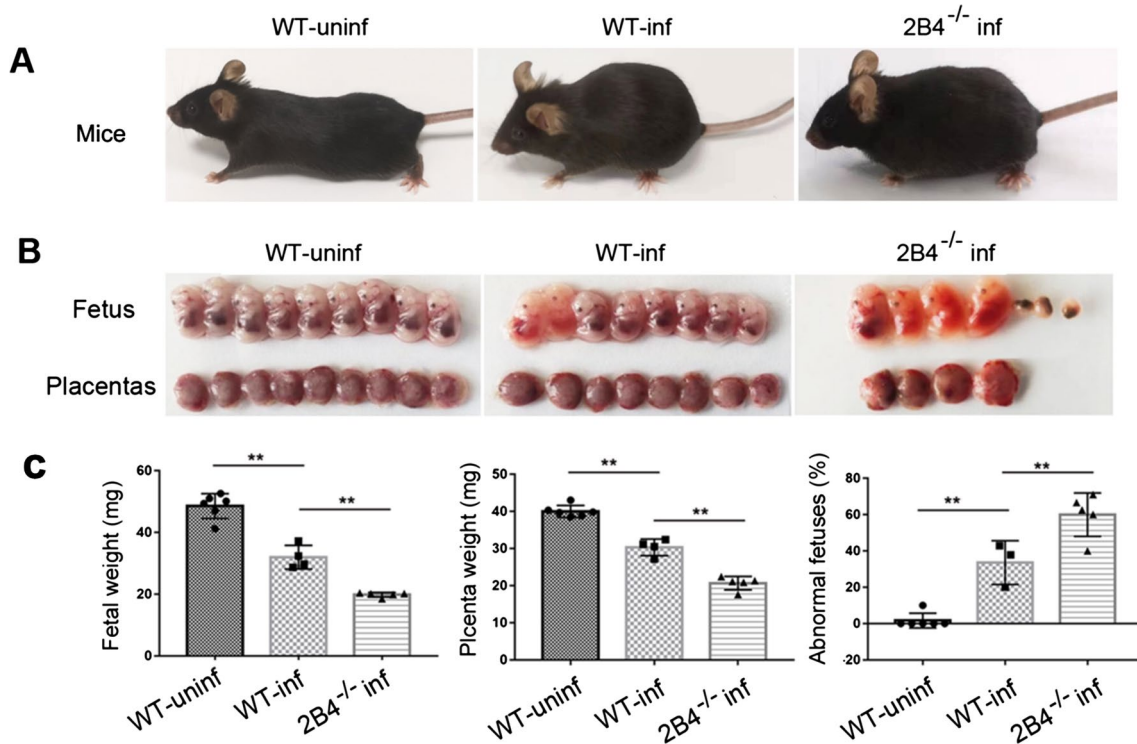 WT-uninf WT-inf 2B4⁻/⁻ inf
A
Mice
B
WT-uninf WT-inf 2B4⁻/⁻ inf
Fetus
Placentas
C
Fetal weight (mg)
60
40
20
0
**
**
WT-uninf
WT-inf
2B4⁻/⁻ inf
Plcenta weight (mg)
50
40
30
20
10
0
**
**
WT-uninf
WT-inf
2B4⁻/⁻ inf
Abnormal fetuses (%)
80
60
40
20
0
-20
**
**
WT-uninf
WT-inf
2B4⁻/⁻ inf